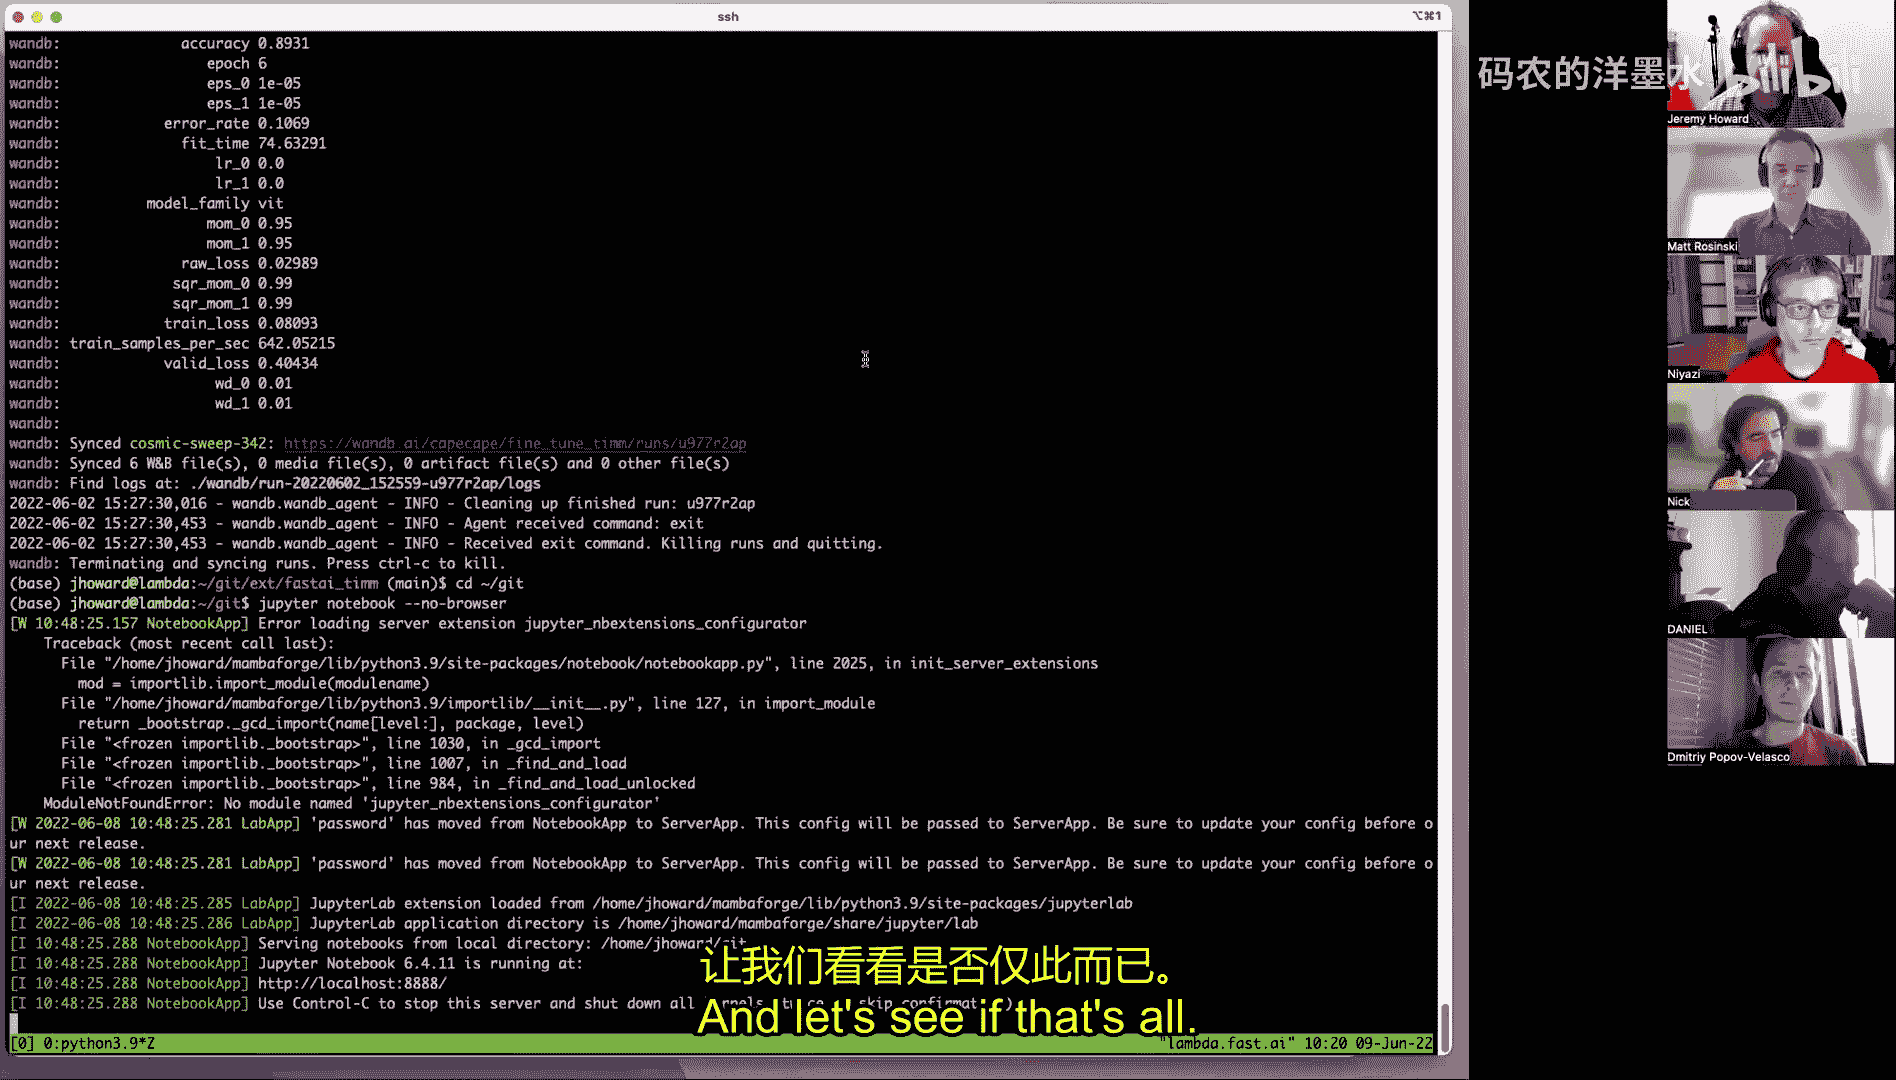 ssh
⌥⌘1
wandb: accuracy 0.8931
wandb: epoch 6
wandb: eps_0 1e-05
wandb: eps_1 1e-05
wandb: error_rate 0.1069
wandb: fit_time 74.63291
wandb: lr_0 0.0
wandb: lr_1 0.0
wandb: model_family vit
wandb: mom_0 0.95
wandb: mom_1 0.95
wandb: raw_loss 0.02989
wandb: sqr_mom_0 0.99
wandb: sqr_mom_1 0.99
wandb: train_loss 0.08093
wandb: train_samples_per_sec 642.05215
wandb: valid_loss 0.40434
wandb: wd_0 0.01
wandb: wd_1 0.01
wandb:
wandb: Synced cosmic-sweep-342: https://wandb.ai/capecape/fine_tune_timm/runs/u977r2ap
wandb: Synced 6 W&B file(s), 0 media file(s), 0 artifact file(s) and 0 other file(s)
wandb: Find logs at: ./wandb/run-20220602_152559-u977r2ap/logs
2022-06-02 15:27:30,016 - wandb.wandb_agent - INFO - Cleaning up finished run: u977r2ap
2022-06-02 15:27:30,453 - wandb.wandb_agent - INFO - Agent received command: exit
2022-06-02 15:27:30,453 - wandb.wandb_agent - INFO - Received exit command. Killing runs and quitting.
wandb: Terminating and syncing runs. Press ctrl-c to kill.
(base) jhoward@lambda:~/git/ext/fastai_timm (main)$ cd ~/git
(base) jhoward@lambda:~/git$ jupyter notebook --no-browser
[W 10:48:25.157 NotebookApp] Error loading server extension jupyter_nbextensions_configurator
Traceback (most recent call last):
File "/home/jhoward/mambaforge/lib/python3.9/site-packages/notebook/notebookapp.py", line 2025, in init_server_extensions
mod = importlib.import_module(modulename)
File "/home/jhoward/mambaforge/lib/python3.9/importlib/__init__.py", line 127, in import_module
return _bootstrap._gcd_import(name[level:], package, level)
File "<frozen importlib._bootstrap>", line 1030, in _gcd_import
File "<frozen importlib._bootstrap>", line 1007, in _find_and_load
File "<frozen importlib._bootstrap>", line 984, in _find_and_load_unlocked
ModuleNotFoundError: No module named 'jupyter_nbextensions_configurator'
[W 2022-06-08 10:48:25.281 LabApp] 'password' has moved from NotebookApp to ServerApp. This config will be passed to ServerApp. Be sure to update your config before o
ur next release.
[W 2022-06-08 10:48:25.281 LabApp] 'password' has moved from NotebookApp to ServerApp. This config will be passed to ServerApp. Be sure to update your config before o
ur next release.
[I 2022-06-08 10:48:25.285 LabApp] JupyterLab extension loaded from /home/jhoward/mambaforge/lib/python3.9/site-packages/jupyterlab
[I 2022-06-08 10:48:25.286 LabApp] JupyterLab application directory is /home/jhoward/mambaforge/share/jupyter/lab
[I 10:48:25.288 NotebookApp] Serving notebooks from local directory: /home/jhoward/git
[I 10:48:25.288 NotebookApp] Jupyter Notebook 6.4.11 is running at:
[I 10:48:25.288 NotebookApp] http://localhost:8888/
[I 10:48:25.288 NotebookApp] Use Control-C to stop this server and shut down all
让我们看看是否仅此而已。
And let's see if that's all.
[0] 0:python3.9*Z
"lambda.fast.ai" 10:20 09-Jun-22
码农的洋墨水 bilibili
Jeremy Howard
Matt Rosinski
Niyazi
Nick
DANIEL
Dmitriy Popov-Velasco